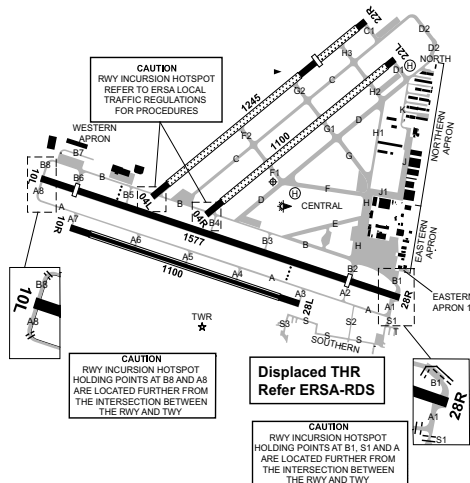 22R
C1
D2
H3
22L
D2
H
D1
NORTH
CAUTION
RWY INCURSION HOTSPOT
REFER TO ERSA LOCAL
TRAFFIC REGULATIONS
FOR PROCEDURES
C
G2
H2
1245
K
WESTERN
APRON
F2
1100
G1
H1
NORTHERN
APRON
B7
C
G
J
B8
10L
B6
F1
F
J1
A8
B5
04L
B
04R
B4
D
H
CENTRAL
H
A
A7
10R
B
E
EASTERN
APRON
A6
1577
B3
H
A5
B
1100
A4
A
B2
B1
B8
A3
A2
28R
EASTERN
APRON 1
10L
28L
A
A1
S1
A8
TWR
S3
S2
T
S
S
SOUTHERN
CAUTION
RWY INCURSION HOTSPOT
HOLDING POINTS AT B8 AND A8
ARE LOCATED FURTHER FROM
THE INTERSECTION BETWEEN
THE RWY AND TWY
Displaced THR
Refer ERSA-RDS
B1
28R
A1
S1
CAUTION
RWY INCURSION HOTSPOT
HOLDING POINTS AT B1, S1 AND A
ARE LOCATED FURTHER FROM
THE INTERSECTION BETWEEN
THE RWY AND TWY